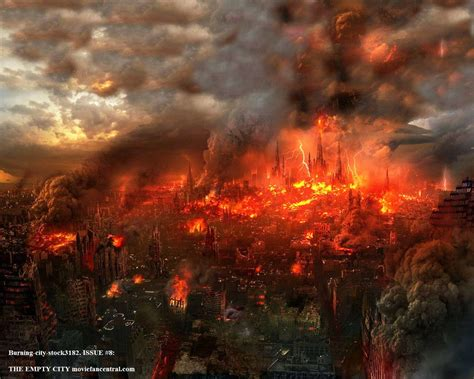 Burning-city-stock3182, ISSUE #8:
THE EMPTY CITY moviefancentral.com